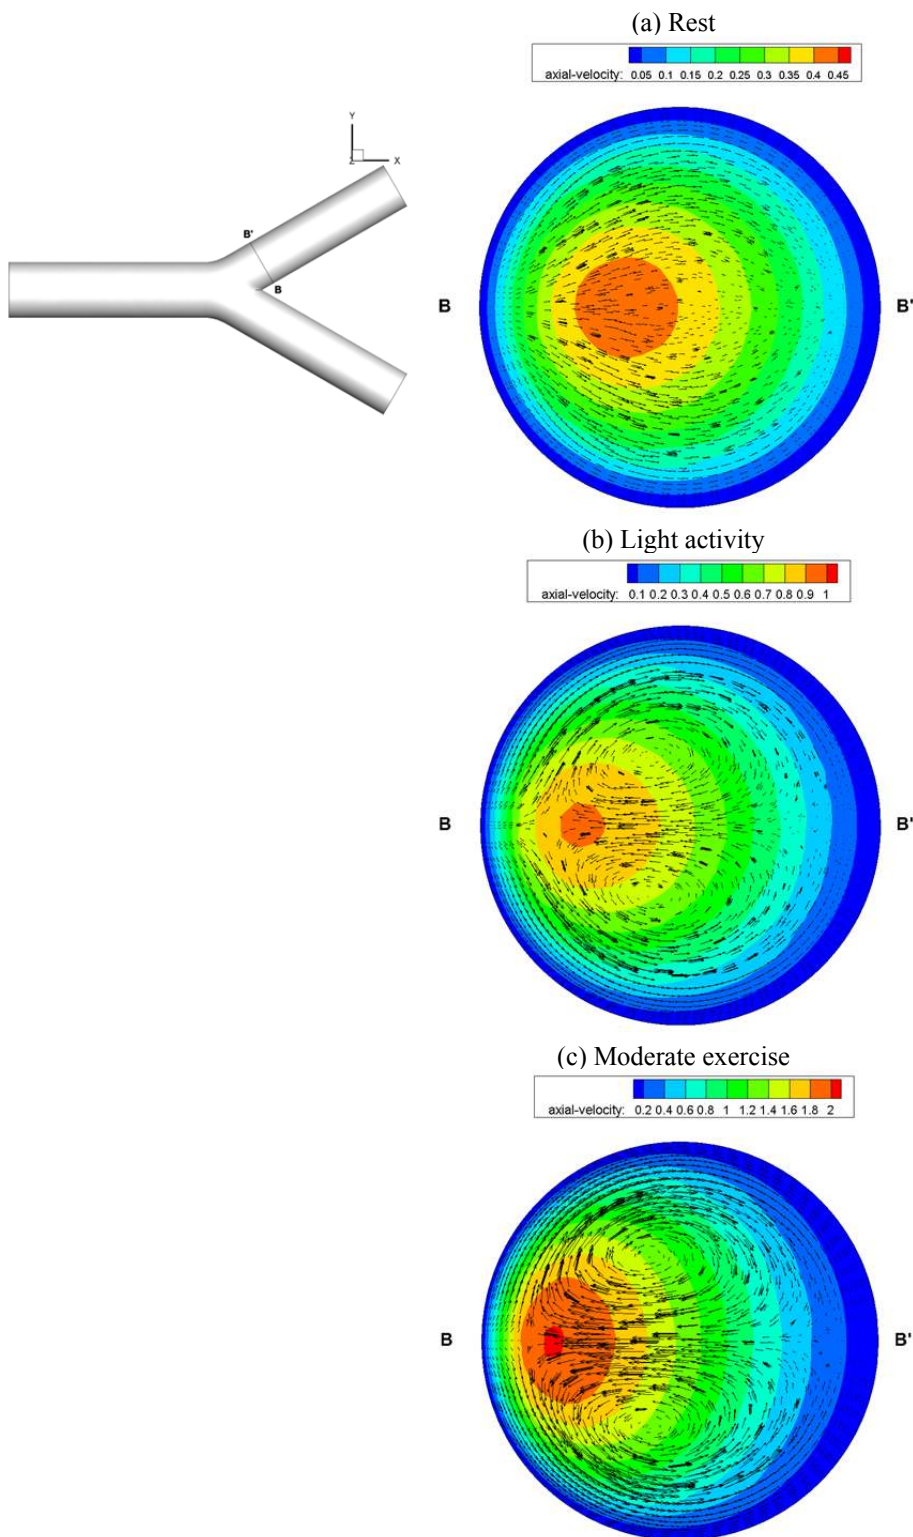 (a) Rest
axial-velocity: 0.05 0.1 0.15 0.2 0.25 0.3 0.35 0.4 0.45
Y
Z X
B'
B
B B'
(b) Light activity
axial-velocity: 0.1 0.2 0.3 0.4 0.5 0.6 0.7 0.8 0.9 1
B B'
(c) Moderate exercise
axial-velocity: 0.2 0.4 0.6 0.8 1 1.2 1.4 1.6 1.8 2
B B'